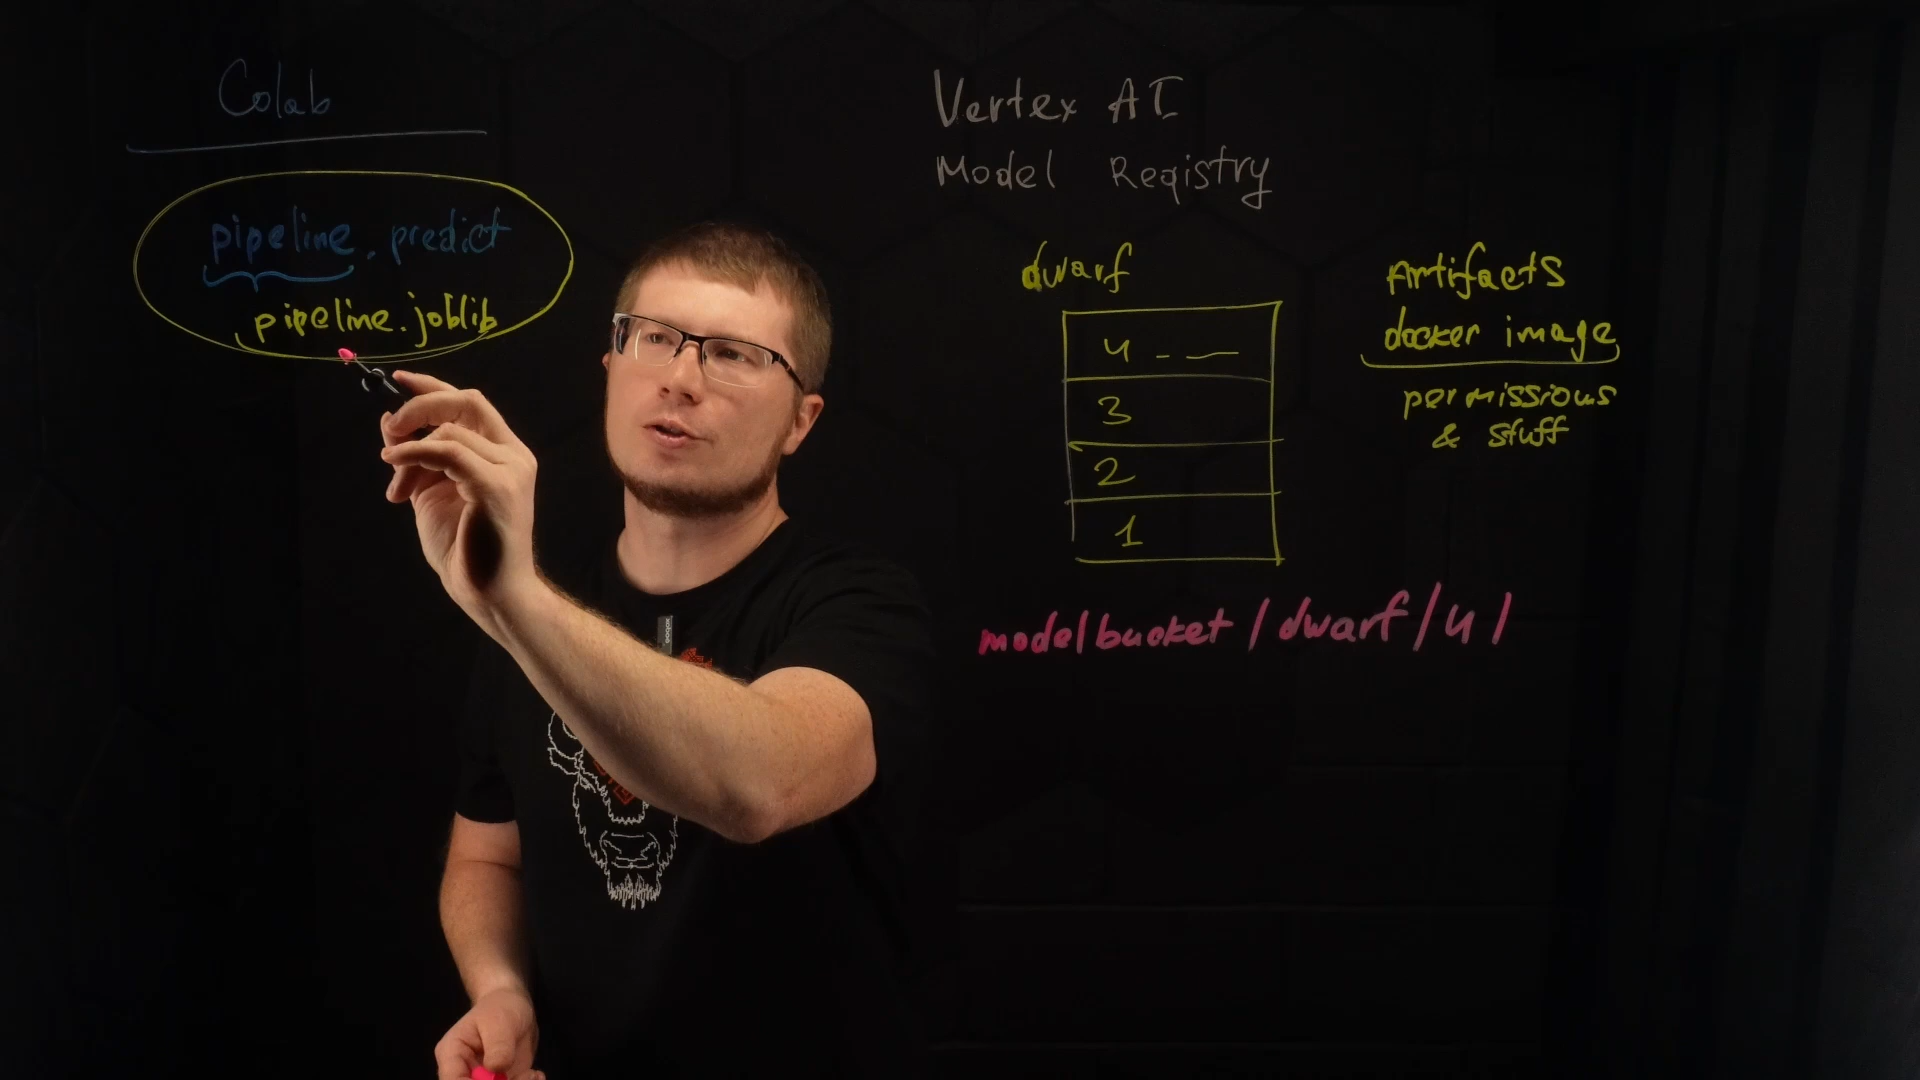 Colab
pipeline.predict
pipeline.joblib
Vertex AI
Model Registry
dwarf
4
3
2
1
Artifacts
docker image
permissions
& stuff
modelbucket/dwarf/4/